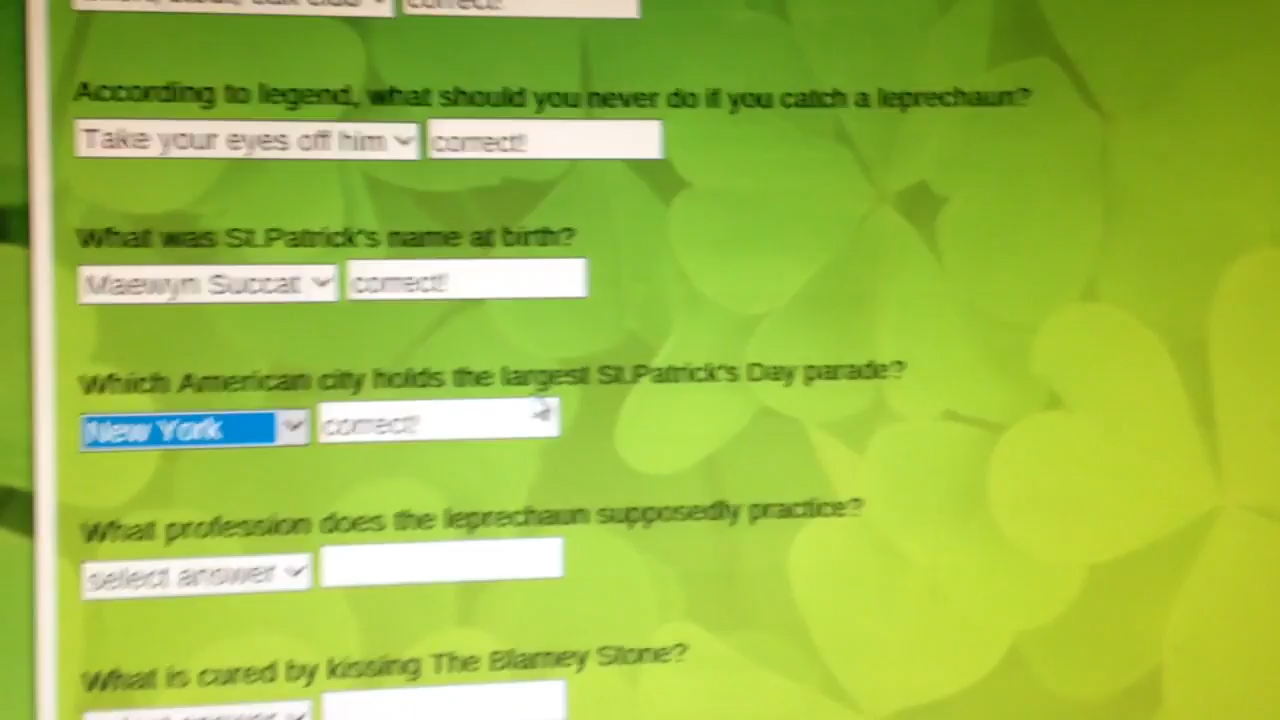 correct!
According to legend, what should you never do if you catch a leprechaun?
Take your eyes off him correct!
What was St.Patrick's name at birth?
Maewyn Succat correct!
Which American city holds the largest St.Patrick's Day parade?
New York correct!
What profession does the leprechaun supposedly practice?
select answer
What is cured by kissing The Blarney Stone?
select answer